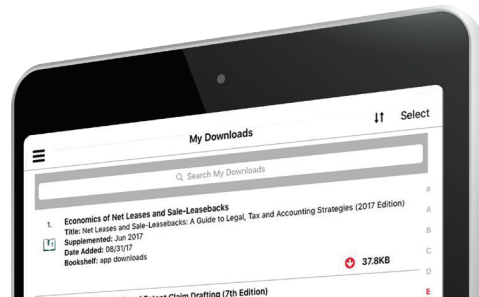 My Downloads
Select
Search My Downloads
1. Economics of Net Leases and Sale-Leasebacks
Title: Net Leases and Sale-Leasebacks: A Guide to Legal, Tax and Accounting Strategies (2017 Edition)
Supplemented: Jun 2017
Date Added: 08/31/17
Bookshelf: app downloads
37.8KB
#
A
B
C
D
E
Patent Claim Drafting (7th Edition)